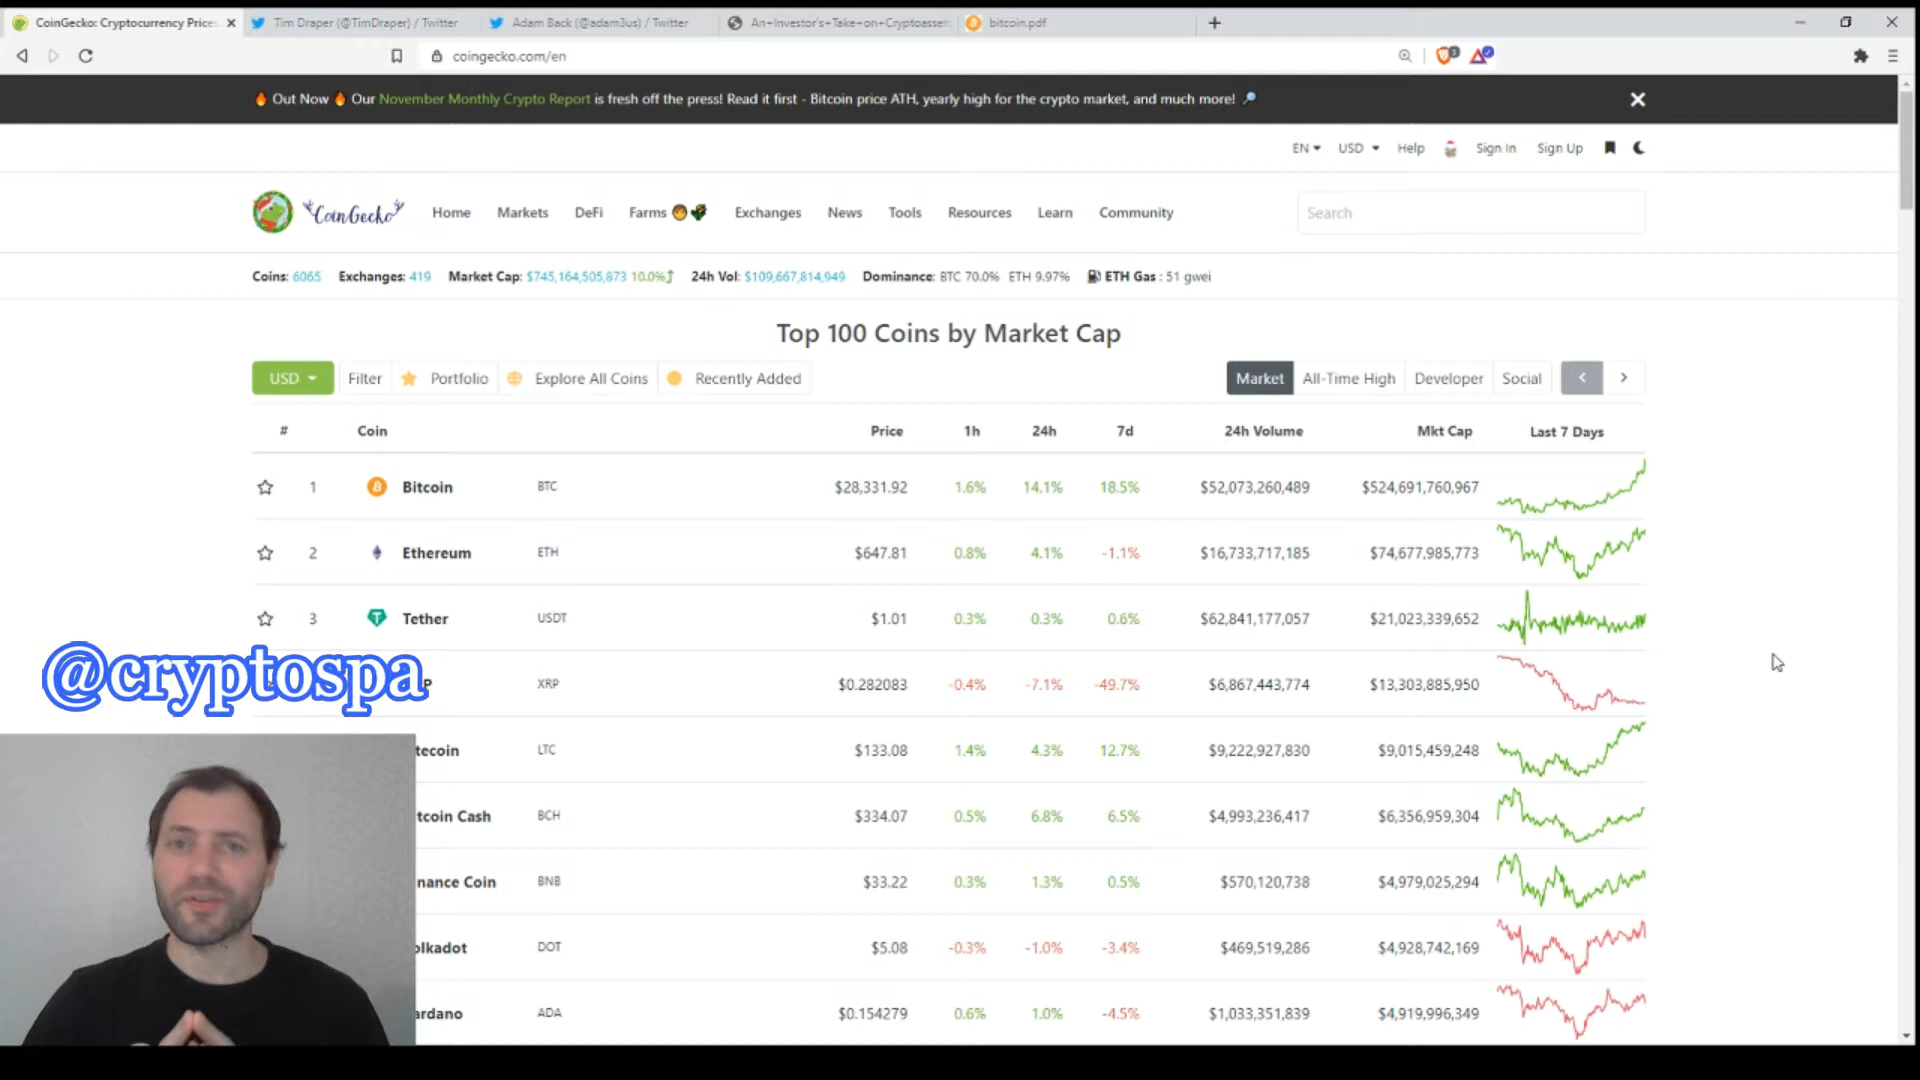 CoinGecko: Cryptocurrency Prices
Tim Draper (@TimDraper) / Twitter
Adam Back (@adam3us) / Twitter
An+Investor's+Take+on+Cryptoasset
bitcoin.pdf
coingecko.com/en
🔥 Out Now 🔥 Our November Monthly Crypto Report is fresh off the press! Read it first - Bitcoin price ATH, yearly high for the crypto market, and much more! 🔎
EN USD Help Sign In Sign Up
CoinGecko Home Markets DeFi Farms Exchanges News Tools Resources Learn Community Search
Coins: 6065 Exchanges: 419 Market Cap: $745,164,505,873 10.0% 24h Vol: $109,667,814,949 Dominance: BTC 70.0% ETH 9.97% ETH Gas : 51 gwei
Top 100 Coins by Market Cap
USD Filter Portfolio Explore All Coins Recently Added Market All-Time High Developer Social
# Coin Price 1h 24h 7d 24h Volume Mkt Cap Last 7 Days
1 Bitcoin BTC $28,331.92 1.6% 14.1% 18.5% $52,073,260,489 $524,691,760,967
2 Ethereum ETH $647.81 0.8% 4.1% -1.1% $16,733,717,185 $74,677,985,773
3 Tether USDT $1.01 0.3% 0.3% 0.6% $62,841,177,057 $21,023,339,652
@cryptospa
P XRP $0.282083 -0.4% -7.1% -49.7% $6,867,443,774 $13,303,885,950
tecoin LTC $133.08 1.4% 4.3% 12.7% $9,222,927,830 $9,015,459,248
tcoin Cash BCH $334.07 0.5% 6.8% 6.5% $4,993,236,417 $6,356,959,304
nance Coin BNB $33.22 0.3% 1.3% 0.5% $570,120,738 $4,979,025,294
olkadot DOT $5.08 -0.3% -1.0% -3.4% $469,519,286 $4,928,742,169
ardano ADA $0.154279 0.6% 1.0% -4.5% $1,033,351,839 $4,919,996,349